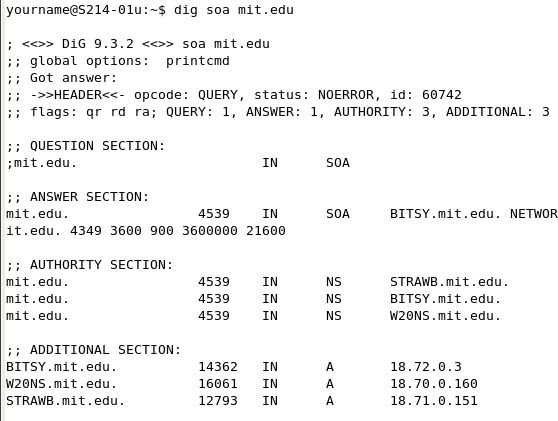 yourname@S214-01u:~$ dig soa mit.edu

; <<>> DiG 9.3.2 <<>> soa mit.edu
;; global options:  printcmd
;; Got answer:
;; ->>HEADER<<- opcode: QUERY, status: NOERROR, id: 60742
;; flags: qr rd ra; QUERY: 1, ANSWER: 1, AUTHORITY: 3, ADDITIONAL: 3

;; QUESTION SECTION:
;mit.edu.                       IN      SOA

;; ANSWER SECTION:
mit.edu.                4539    IN      SOA     BITSY.mit.edu. NETWOR
it.edu. 4349 3600 900 3600000 21600

;; AUTHORITY SECTION:
mit.edu.                4539    IN      NS      STRAWB.mit.edu.
mit.edu.                4539    IN      NS      BITSY.mit.edu.
mit.edu.                4539    IN      NS      W20NS.mit.edu.

;; ADDITIONAL SECTION:
BITSY.mit.edu.          14362   IN      A       18.72.0.3
W20NS.mit.edu.          16061   IN      A       18.70.0.160
STRAWB.mit.edu.         12793   IN      A       18.71.0.151